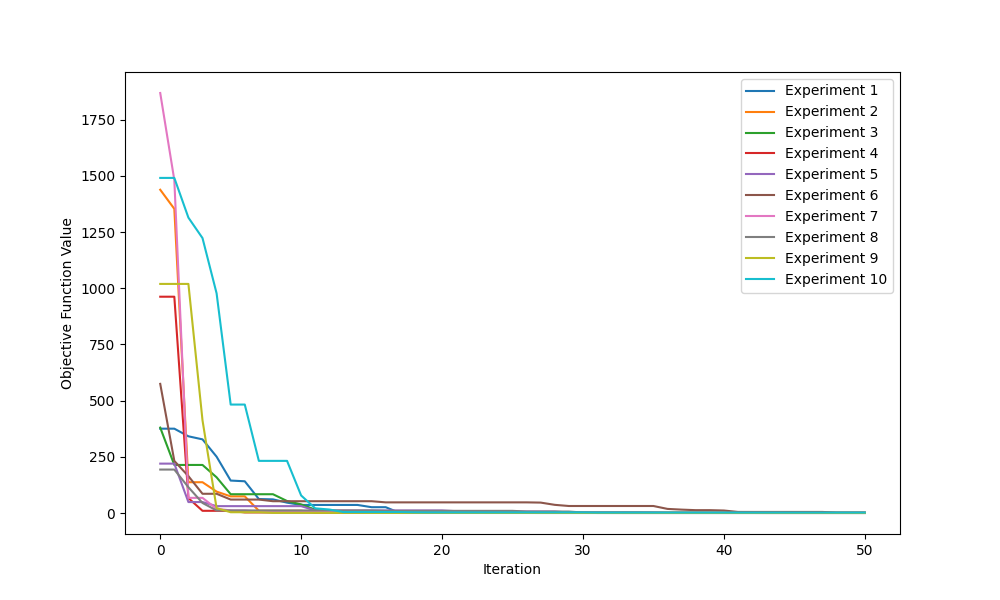 Objective Function Value
1750
1500
1250
1000
750
500
250
0
0
10
20
30
40
50
Iteration
Experiment 1
Experiment 2
Experiment 3
Experiment 4
Experiment 5
Experiment 6
Experiment 7
Experiment 8
Experiment 9
Experiment 10